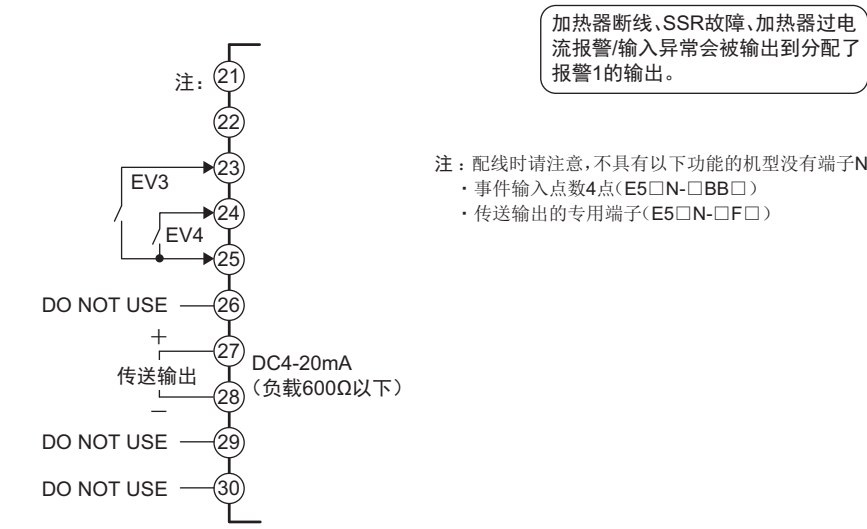 加热器断线、SSR故障、加热器过电
流报警/输入异常会被输出到分配了
报警1的输出。
注：
21
22
23
24
25
26
27
28
29
30
EV3
EV4
DO NOT USE
+
传送输出
−
DC4-20mA
（负载600Ω以下）
DO NOT USE
DO NOT USE
注：配线时请注意，不具有以下功能的机型没有端子N
・事件输入点数4点（E5□N-□BB□）
・传送输出的专用端子（E5□N-□F□）